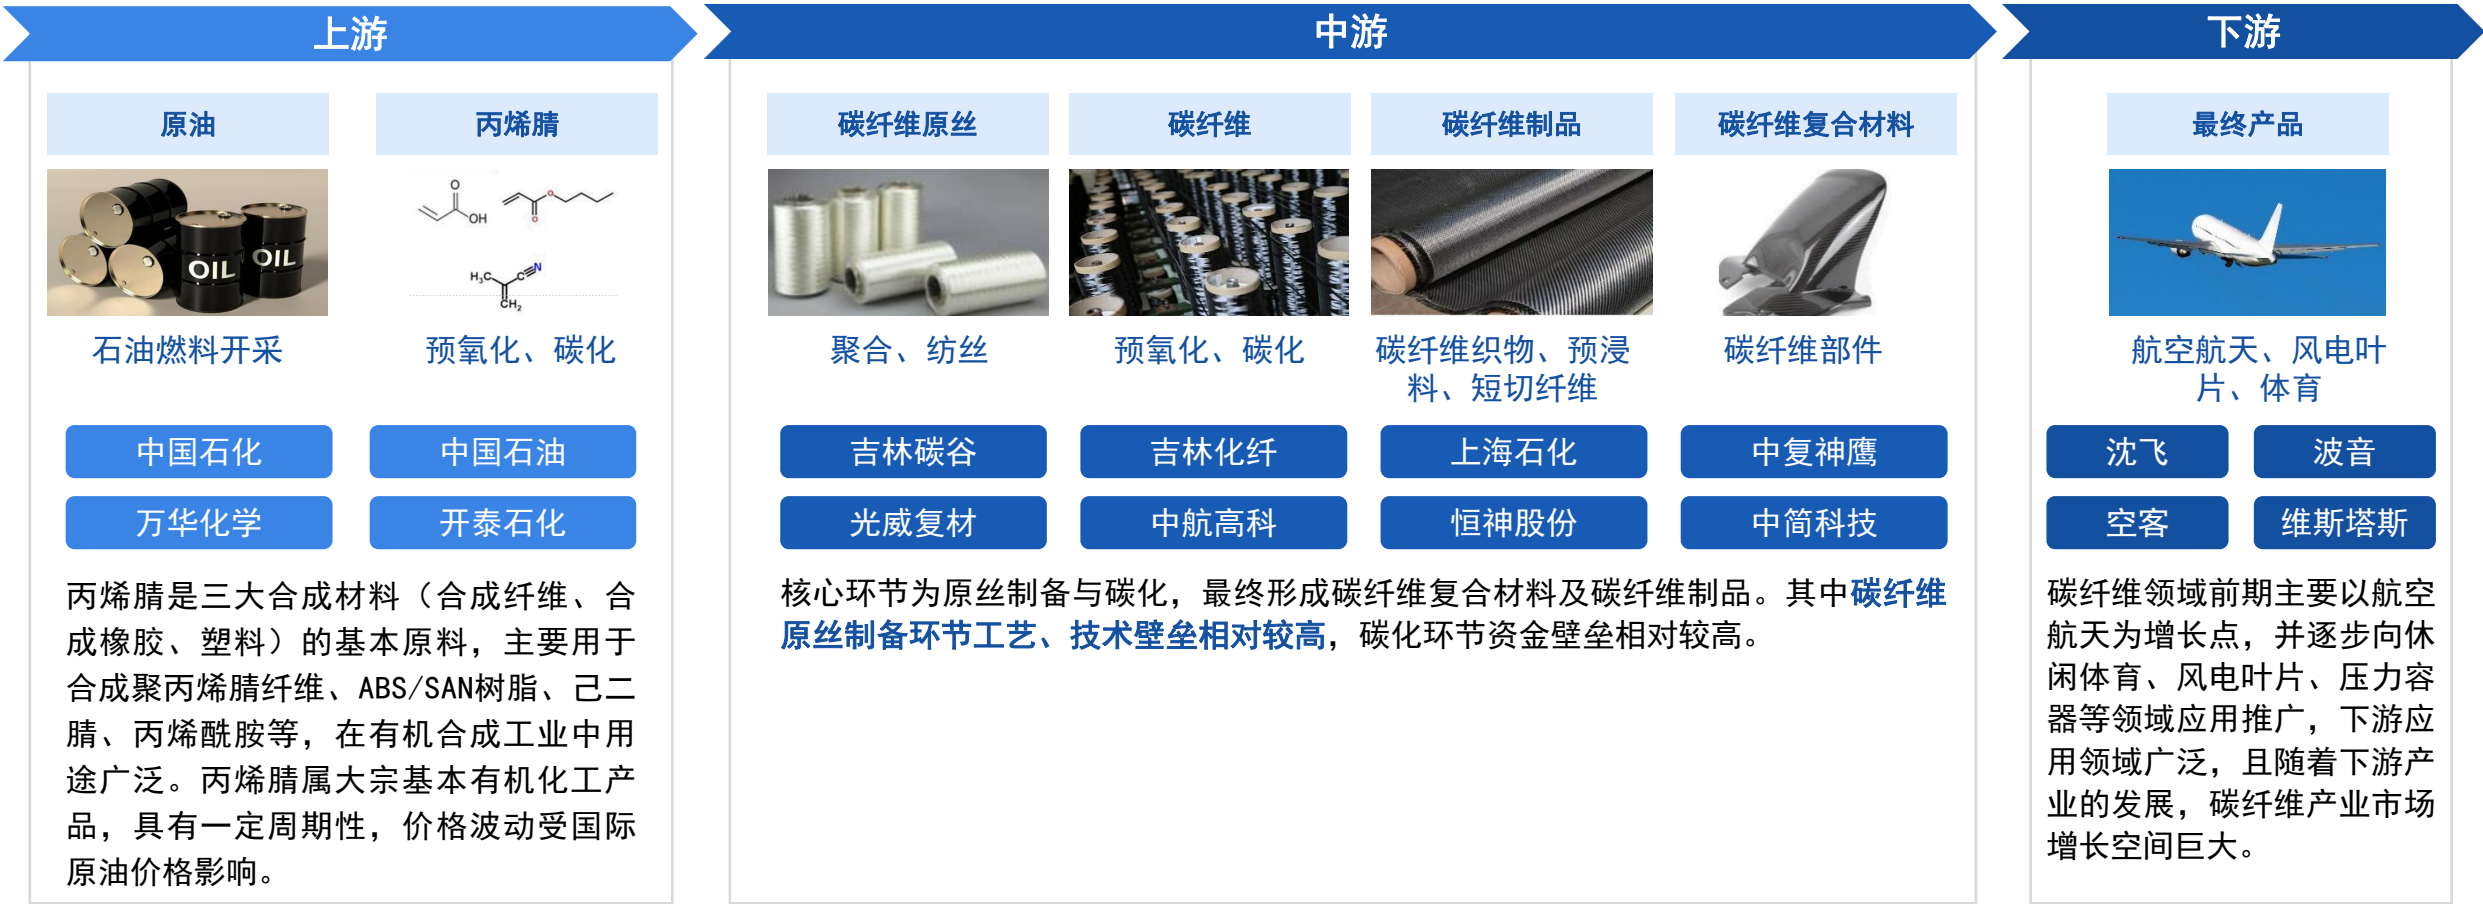 上游
中游
下游
原油
丙烯腈
碳纤维原丝
碳纤维
碳纤维制品
碳纤维复合材料
最终产品
OIL
OIL
O
OH
O
O
H₃C
C
N
CH₂
石油燃料开采
预氧化、碳化
聚合、纺丝
预氧化、碳化
碳纤维织物、预浸
料、短切纤维
碳纤维部件
航空航天、风电叶
片、体育
中国石化
中国石油
吉林碳谷
吉林化纤
上海石化
中复神鹰
沈飞
波音
万华化学
开泰石化
光威复材
中航高科
恒神股份
中简科技
空客
维斯塔斯
丙烯腈是三大合成材料（合成纤维、合
成橡胶、塑料）的基本原料，主要用于
合成聚丙烯腈纤维、ABS/SAN树脂、己二
腈、丙烯酰胺等，在有机合成工业中用
途广泛。丙烯腈属大宗基本有机化工产
品，具有一定周期性，价格波动受国际
原油价格影响。
核心环节为原丝制备与碳化，最终形成碳纤维复合材料及碳纤维制品。其中碳纤维
原丝制备环节工艺、技术壁垒相对较高，碳化环节资金壁垒相对较高。
碳纤维领域前期主要以航空
航天为增长点，并逐步向休
闲体育、风电叶片、压力容
器等领域应用推广，下游应
用领域广泛，且随着下游产
业的发展，碳纤维产业市场
增长空间巨大。